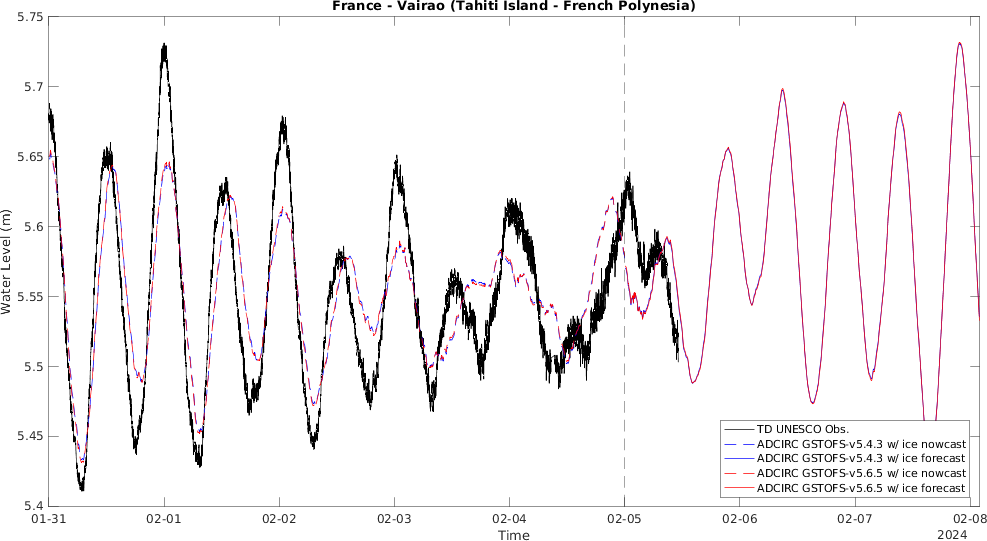 France - Vairao (Tahiti Island - French Polynesia)
5.75
5.7
5.65
5.6
5.55
5.5
5.45
5.4
Water Level (m)
TD UNESCO Obs.
ADCIRC GSTOFS-v5.4.3 w/ ice nowcast
ADCIRC GSTOFS-v5.4.3 w/ ice forecast
ADCIRC GSTOFS-v5.6.5 w/ ice nowcast
ADCIRC GSTOFS-v5.6.5 w/ ice forecast
01-31 02-01 02-02 02-03 02-04 02-05 02-06 02-07 02-08
Time
2024